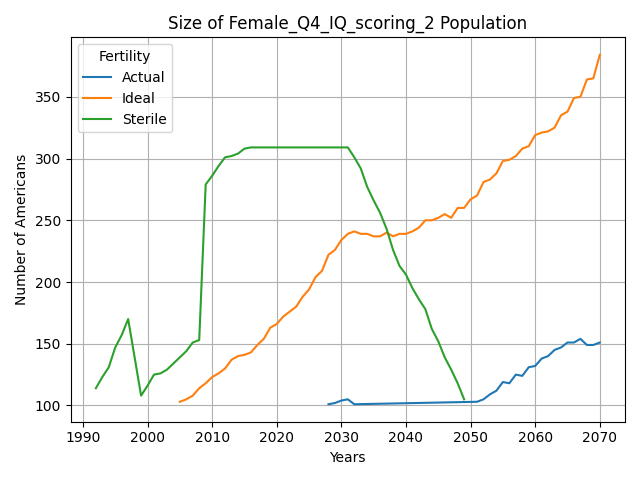 Size of Female_Q4_IQ_scoring_2 Population
Fertility
Actual
Ideal
Sterile
Number of Americans
350
300
250
200
150
100
1990 2000 2010 2020 2030 2040 2050 2060 2070
Years